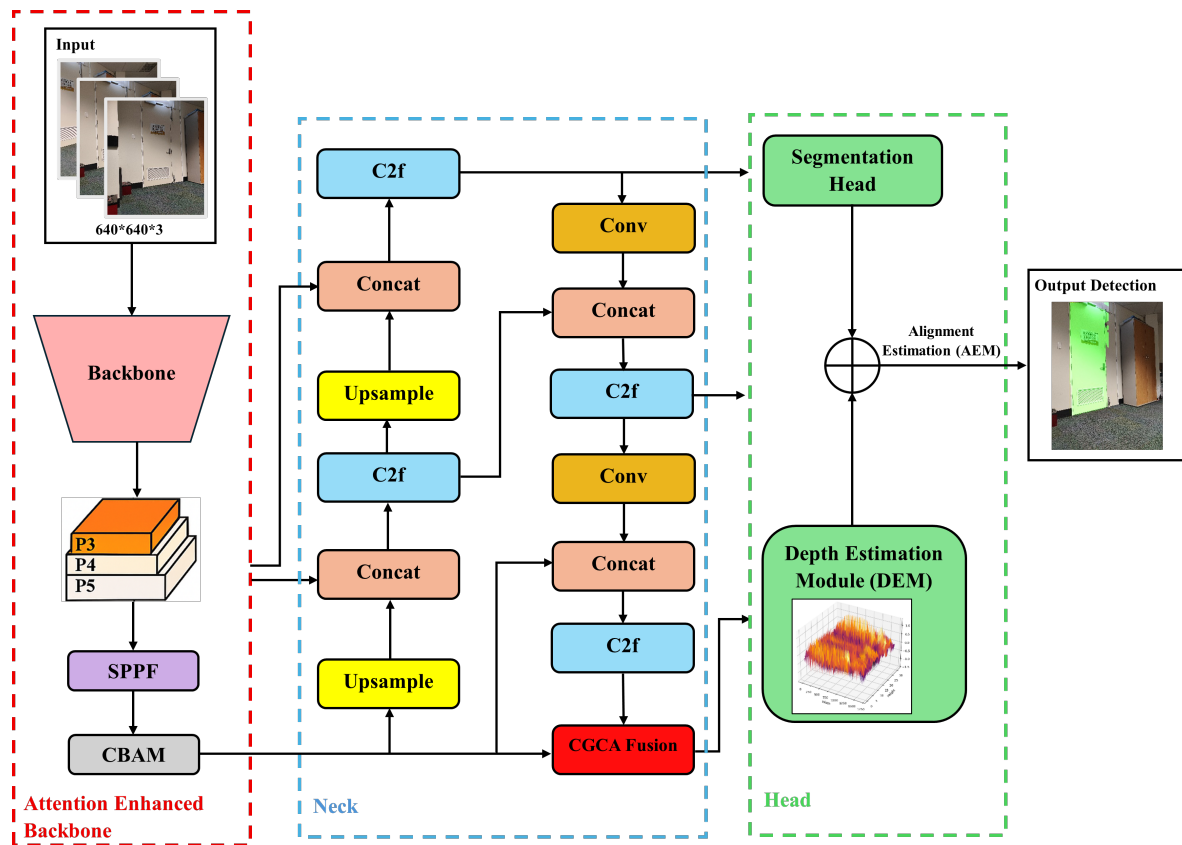 Input
640*640*3
Backbone
P3
P4
P5
SPPF
CBAM
Attention Enhanced
Backbone
C2f
Concat
Upsample
C2f
Concat
Upsample
Conv
Concat
C2f
Conv
Concat
C2f
CGCA Fusion
Neck
Segmentation
Head
Depth Estimation
Module (DEM)
Head
Alignment
Estimation (AEM)
Output Detection